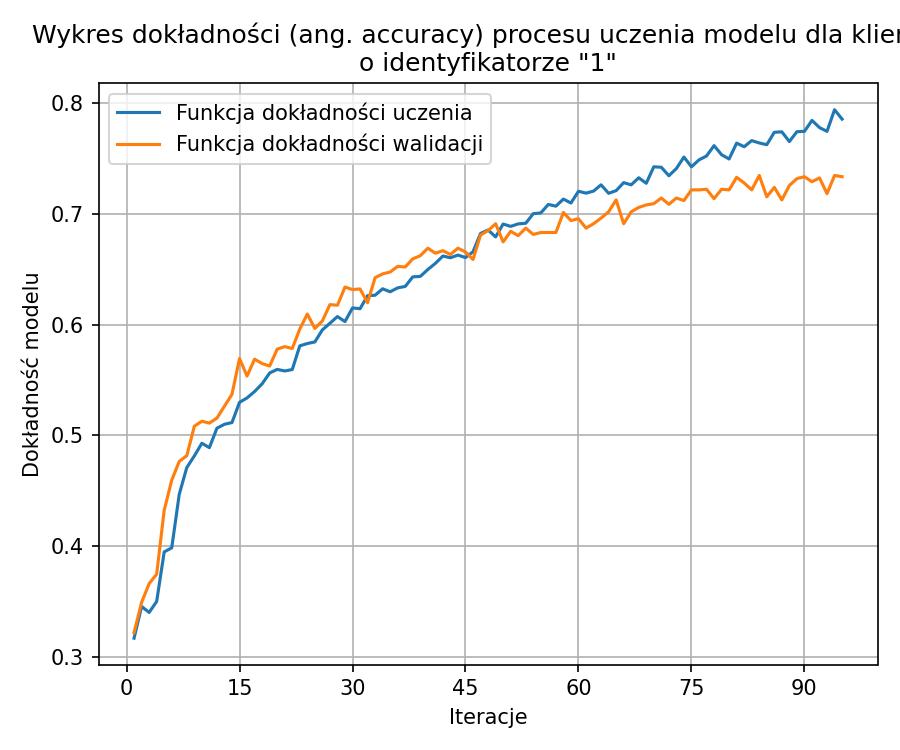 Wykres dokładności (ang. accuracy) procesu uczenia modelu dla
o identyfikatorze "1"
Funkcja dokładności uczenia
Funkcja dokładności walidacji
Dokładność modelu
0.8
0.7
0.6
0.5
0.4
0.3
0 15 30 45 60 75 90
Iteracje